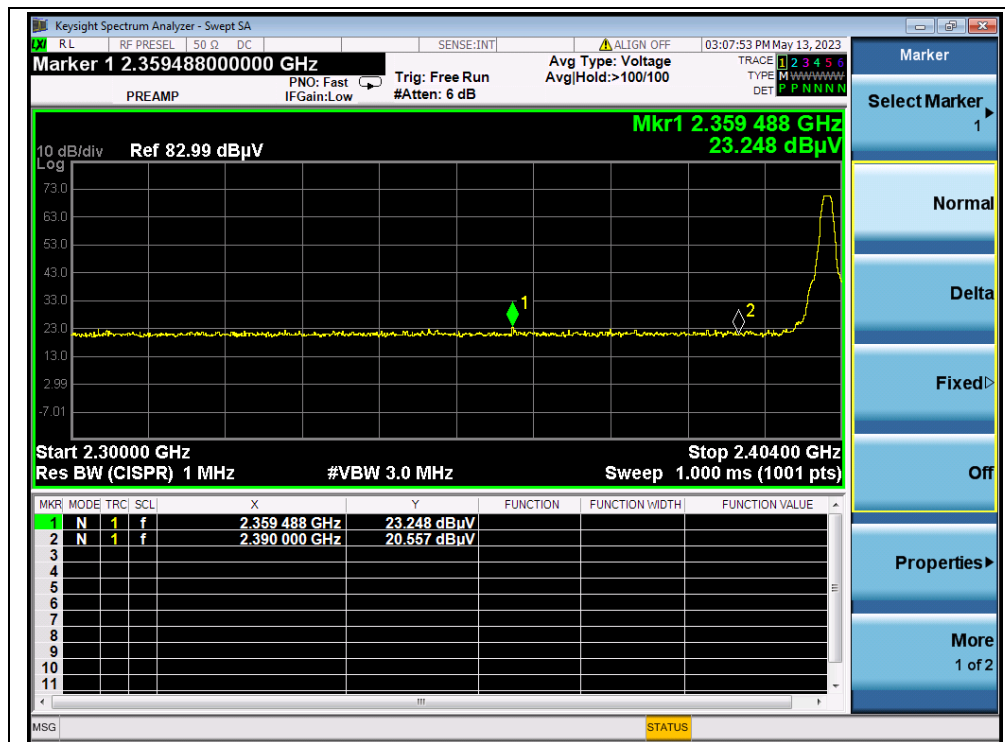 Keysight Spectrum Analyzer - Swept SA
LXI RL RF PRESEL 50 Ω DC SENSE:INT ALIGN OFF 03:07:53 PM May 13, 2023
Marker 1 2.359488000000 GHz Avg Type: Voltage TRACE 1 2 3 4 5 6
PNO: Fast Trig: Free Run Avg|Hold:>100/100 TYPE M WWWWW
PREAMP IFGain:Low #Atten: 6 dB DET P P N N N N
Mkr1 2.359 488 GHz
10 dB/div Ref 82.99 dBµV 23.248 dBµV
Log
73.0
63.0
53.0
43.0
33.0
23.0
13.0
2.99
-7.01
1
2
Start 2.30000 GHz Stop 2.40400 GHz
Res BW (CISPR) 1 MHz #VBW 3.0 MHz Sweep 1.000 ms (1001 pts)
MKR MODE TRC SCL X Y FUNCTION FUNCTION WIDTH FUNCTION VALUE
1 N 1 f 2.359 488 GHz 23.248 dBµV
2 N 1 f 2.390 000 GHz 20.557 dBµV
3
4
5
6
7
8
9
10
11
MSG STATUS
Marker
Select Marker
1
Normal
Delta
Fixed
Off
Properties
More
1 of 2